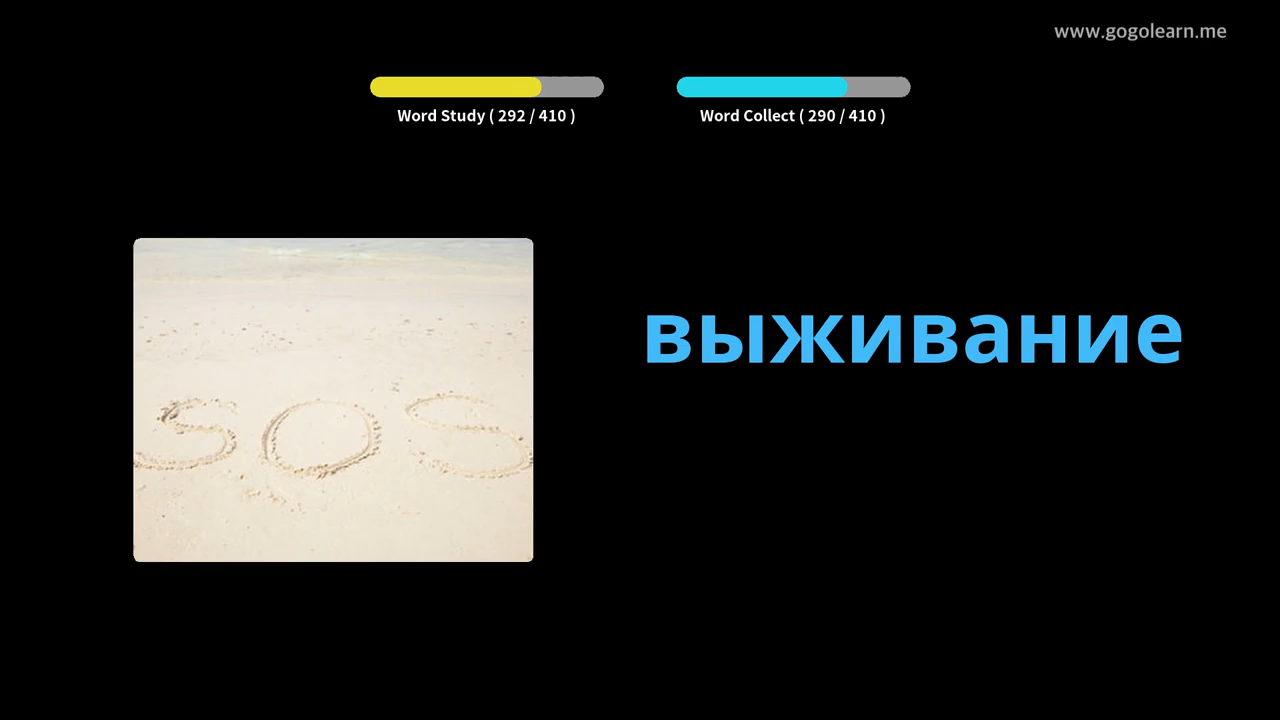 www.gogolearn.me
Word Study ( 292 / 410 )
Word Collect ( 290 / 410 )
выживание
SOS